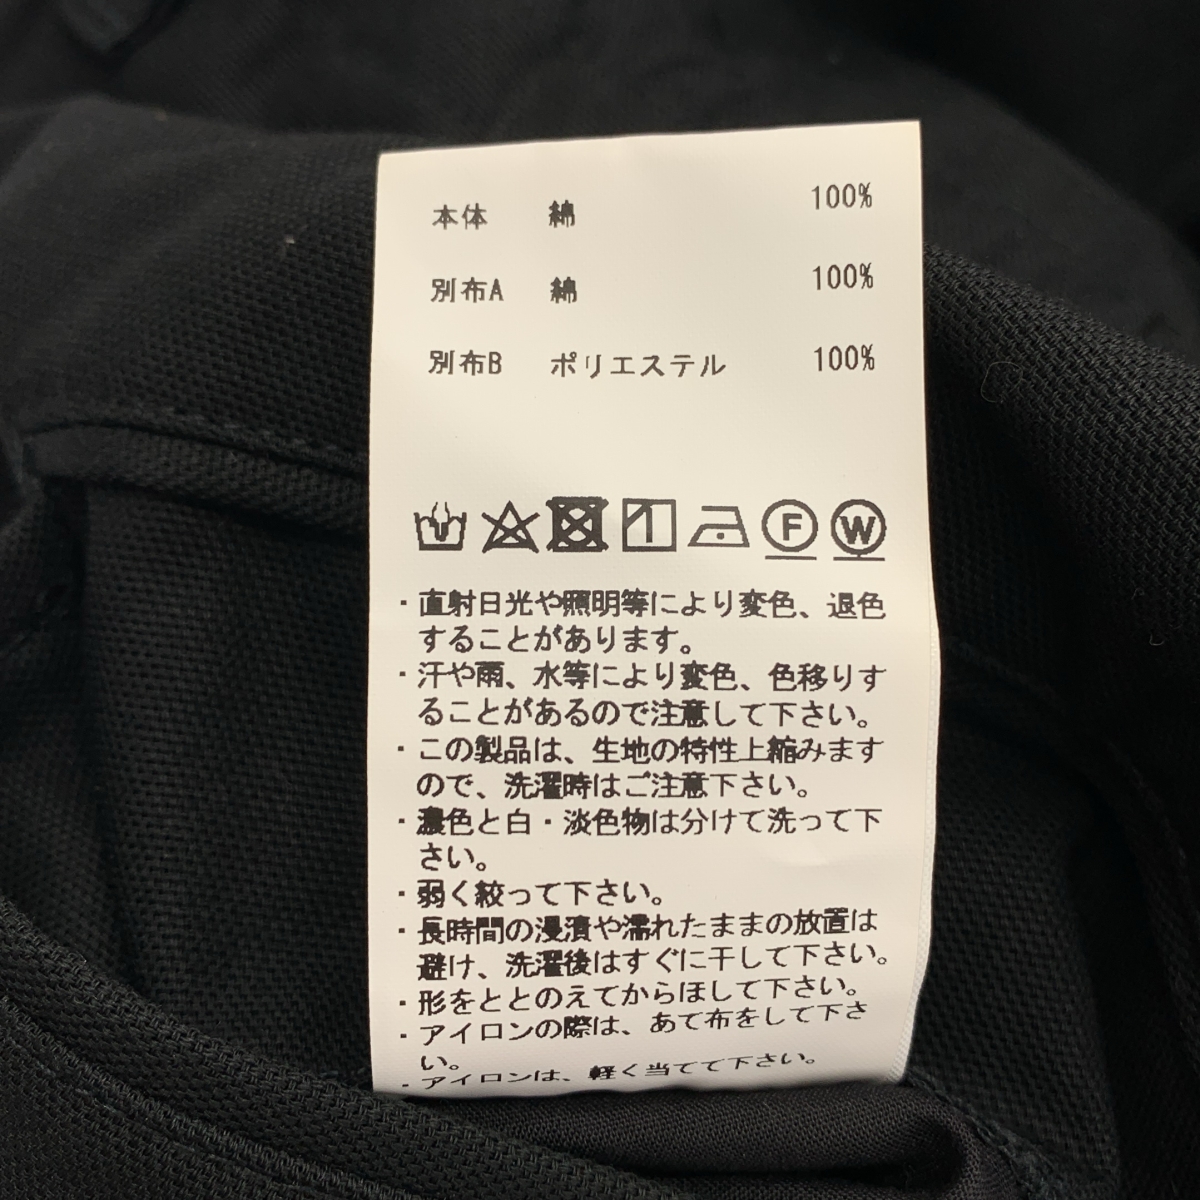 本体 綿 100%
別布A 綿 100%
別布B ポリエステル 100%
F W
・直射日光や照明等により変色、退色
することがあります。
・汗や雨、水等により変色、色移りす
ることがあるので注意して下さい。
・この製品は、生地の特性上縮みます
ので、洗濯時はご注意下さい。
・濃色と白・淡色物は分けて洗って下
さい。
・弱く絞って下さい。
・長時間の浸漬や濡れたままの放置は
避け、洗濯後はすぐに干して下さい。
・形をととのえてからほして下さい。
・アイロンの際は、あて布をして下さ
い。
・アイロンは、軽く当てて下さい。